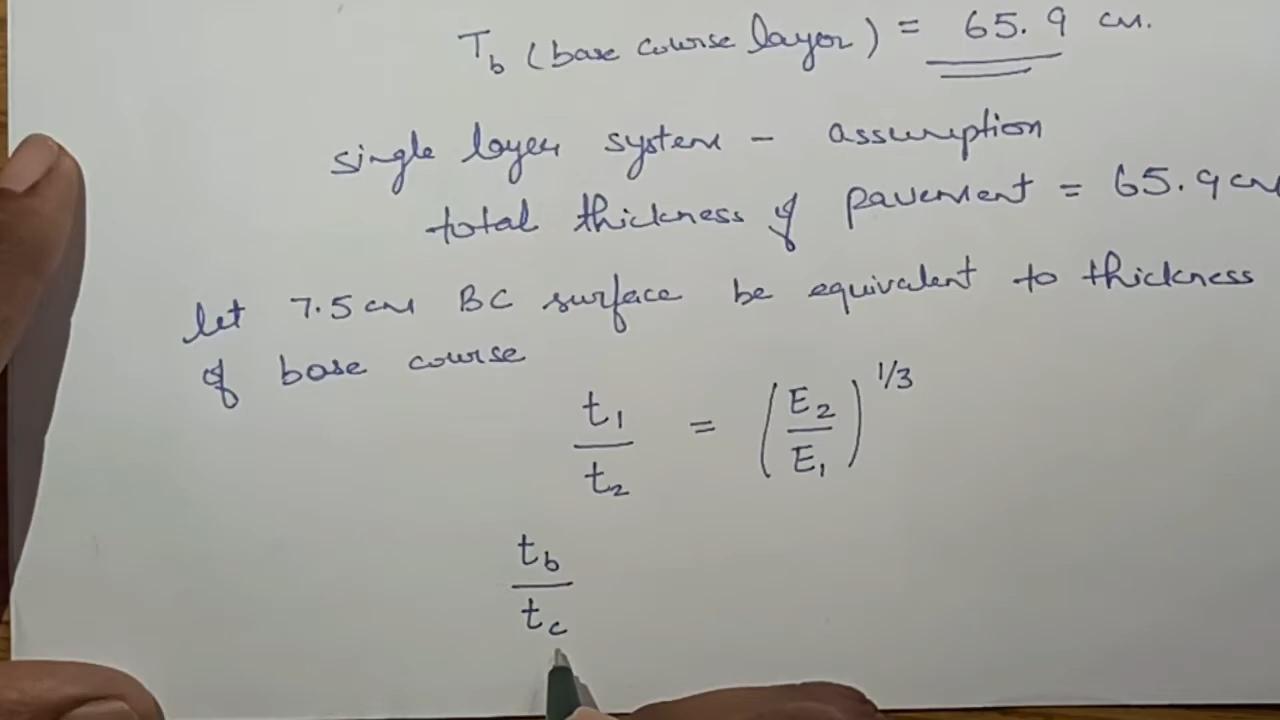 T_b (base course layer) = 65.9 cm.
single layer system - assumption
total thickness of pavement = 65.9 cm
let 7.5 cm BC surface be equivalent to thickness
of base course
t_1 / t_2 = (E_2 / E_1)^1/3
t_b / t_c